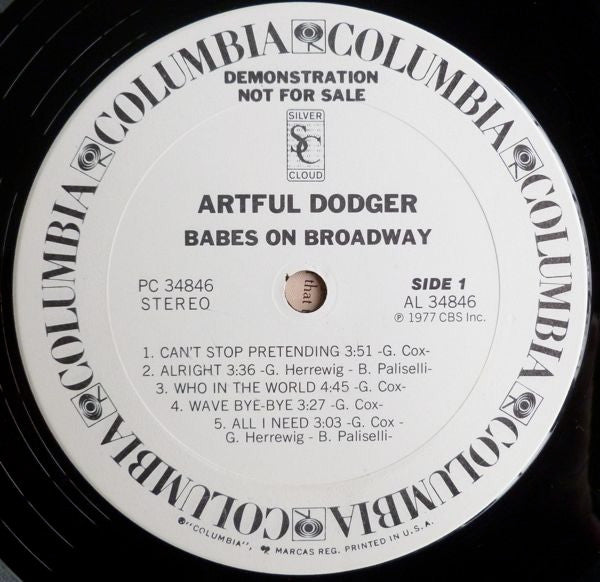 COLUMBIA COLUMBIA COLUMBIA COLUMBIA COLUMBIA COLUMBIA COLUMBIA COLUMBIA
DEMONSTRATION
NOT FOR SALE
SILVER
SC
CLOUD
ARTFUL DODGER
BABES ON BROADWAY
PC 34846
STEREO
that
SIDE 1
AL 34846
℗ 1977 CBS Inc.
1. CAN'T STOP PRETENDING 3:51 -G. Cox-
2. ALRIGHT 3:36 -G. Herrewig - B. Paliselli-
3. WHO IN THE WORLD 4:45 -G. Cox-
4. WAVE BYE-BYE 3:27 -G. Cox-
5. ALL I NEED 3:03 -G. Cox -
G. Herrewig - B. Paliselli-
"COLUMBIA", MARCAS REG. PRINTED IN U.S.A.